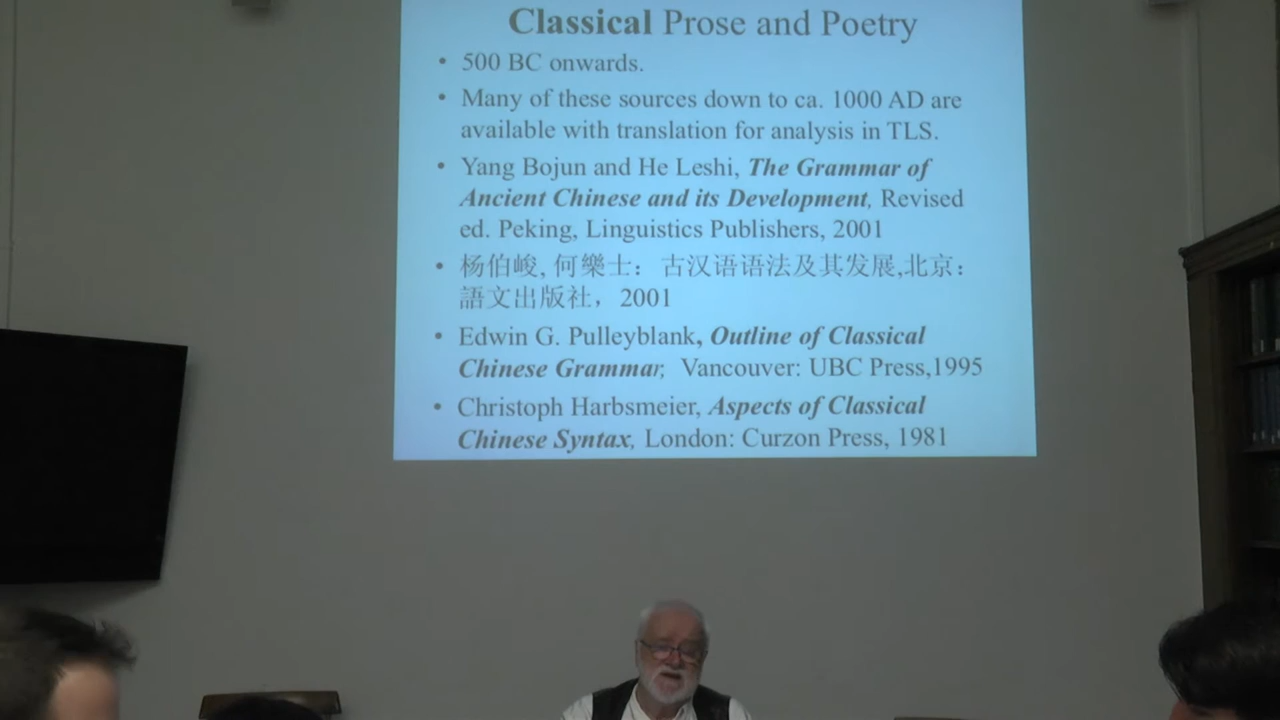 Classical Prose and Poetry
• 500 BC onwards.
• Many of these sources down to ca. 1000 AD are
available with translation for analysis in TLS.
• Yang Bojun and He Leshi, The Grammar of
Ancient Chinese and its Development, Revised
ed. Peking, Linguistics Publishers, 2001
• 杨伯峻, 何樂士：古汉语语法及其发展,北京：
語文出版社，2001
• Edwin G. Pulleyblank, Outline of Classical
Chinese Grammar; Vancouver: UBC Press,1995
• Christoph Harbsmeier, Aspects of Classical
Chinese Syntax, London: Curzon Press, 1981